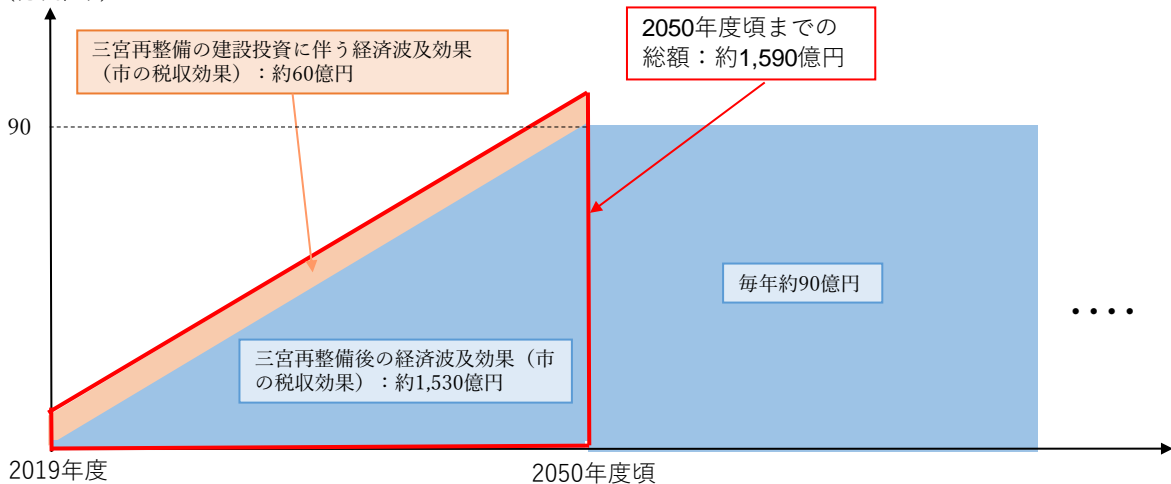 三宮再整備の建設投資に伴う経済波及効果
（市の税収効果）：約60億円
2050年度頃までの
総額：約1,590億円
90
毎年約90億円
・・・・
三宮再整備後の経済波及効果（市
の税収効果）：約1,530億円
2019年度
2050年度頃